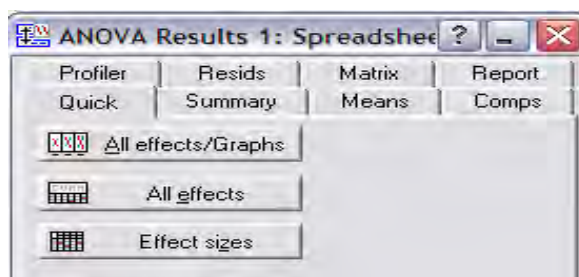 ANOVA Results 1: Spreadshee
Profiler Resids Matrix Report
Quick Summary Means Comps
All effects/Graphs
All effects
Effect sizes